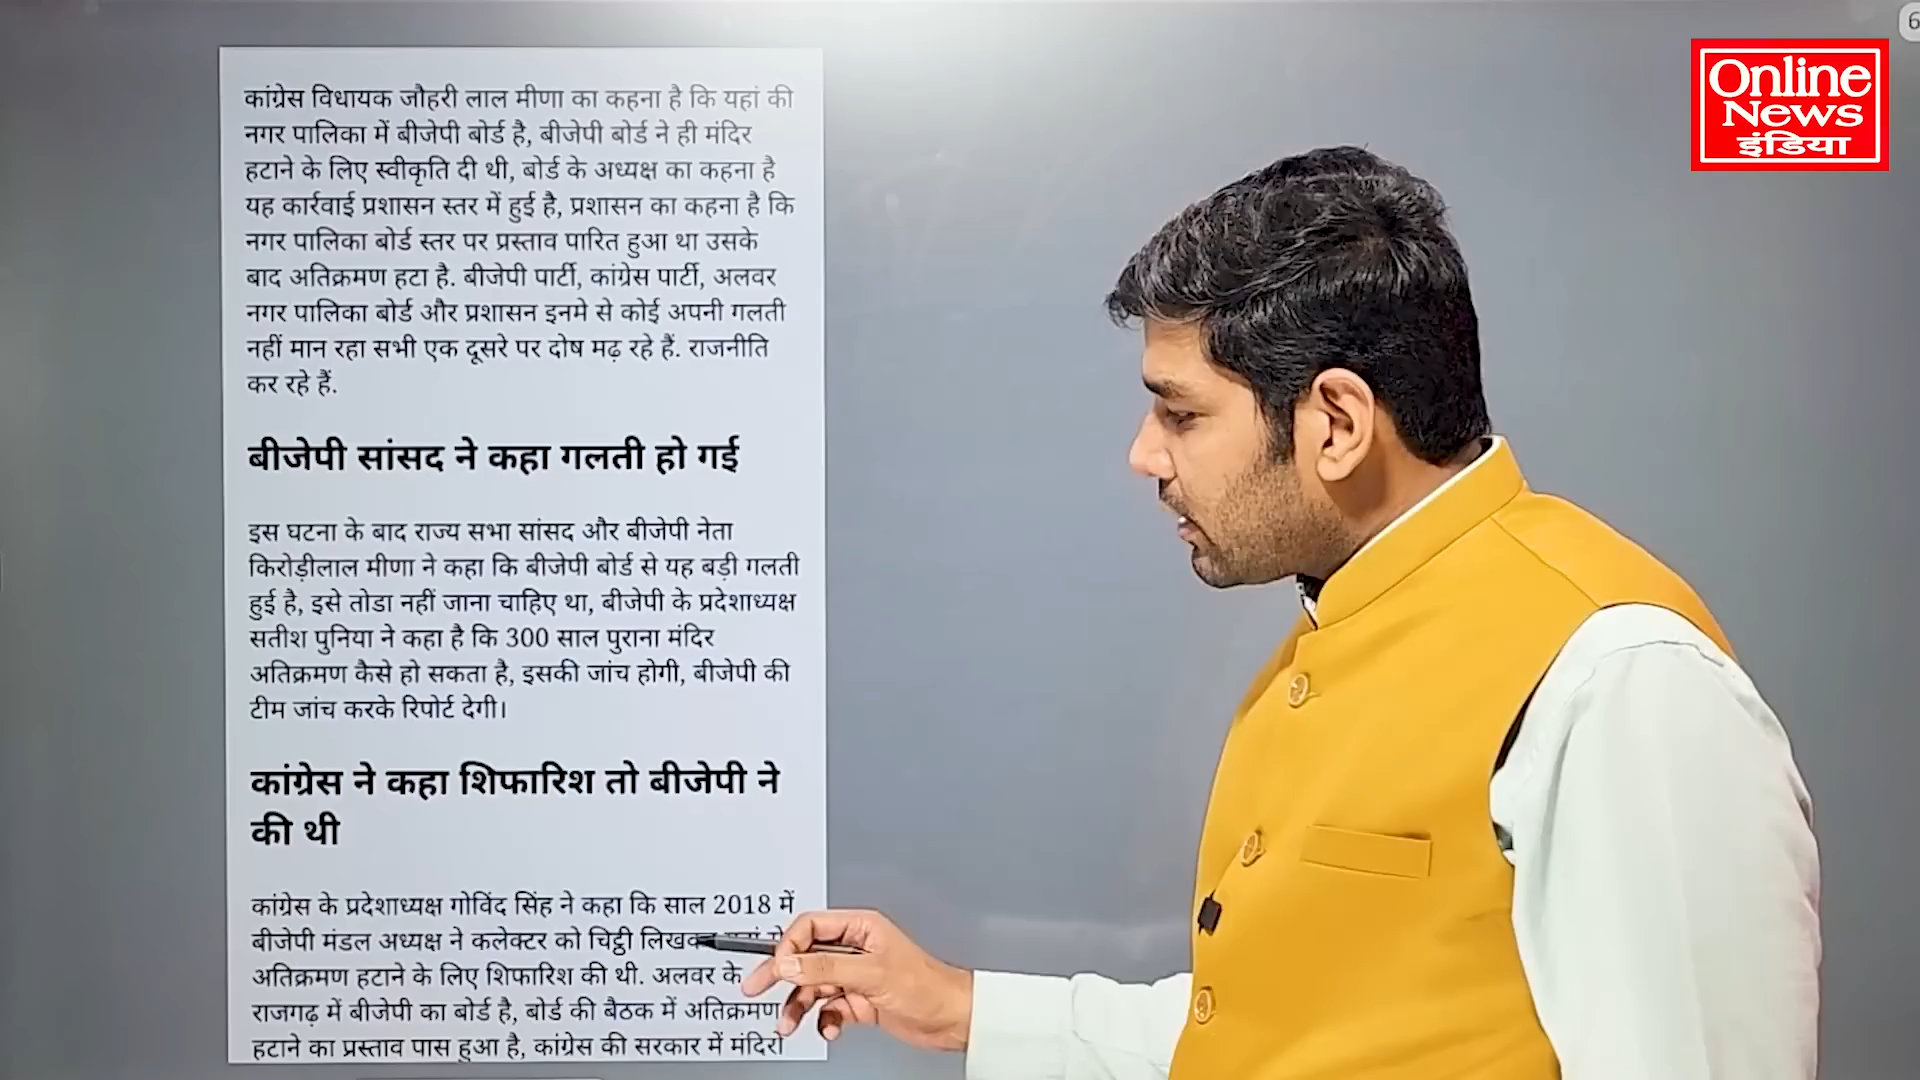 6
Online
News
इंडिया
कांग्रेस विधायक जौहरी लाल मीणा का कहना है कि यहां की
नगर पालिका में बीजेपी बोर्ड है, बीजेपी बोर्ड ने ही मंदिर
हटाने के लिए स्वीकृति दी थी, बोर्ड के अध्यक्ष का कहना है
यह कार्रवाई प्रशासन स्तर में हुई है, प्रशासन का कहना है कि
नगर पालिका बोर्ड स्तर पर प्रस्ताव पारित हुआ था उसके
बाद अतिक्रमण हटा है. बीजेपी पार्टी, कांग्रेस पार्टी, अलवर
नगर पालिका बोर्ड और प्रशासन इनमे से कोई अपनी गलती
नहीं मान रहा सभी एक दूसरे पर दोष मढ़ रहे हैं. राजनीति
कर रहे हैं.
बीजेपी सांसद ने कहा गलती हो गई
इस घटना के बाद राज्य सभा सांसद और बीजेपी नेता
किरोड़ीलाल मीणा ने कहा कि बीजेपी बोर्ड से यह बड़ी गलती
हुई है, इसे तोडा नहीं जाना चाहिए था, बीजेपी के प्रदेशाध्यक्ष
सतीश पुनिया ने कहा है कि 300 साल पुराना मंदिर
अतिक्रमण कैसे हो सकता है, इसकी जांच होगी, बीजेपी की
टीम जांच करके रिपोर्ट देगी।
कांग्रेस ने कहा शिफारिश तो बीजेपी ने
की थी
कांग्रेस के प्रदेशाध्यक्ष गोविंद सिंह ने कहा कि साल 2018 में
बीजेपी मंडल अध्यक्ष ने कलेक्टर को चिट्ठी
अतिक्रमण हटाने के लिए शिफारिश की थी. अलवर के
राजगढ़ में बीजेपी का बोर्ड है, बोर्ड की बैठक में अतिक्रमण
हटाने का प्रस्ताव पास हुआ है, कांग्रेस की सरकार में मंदिरो